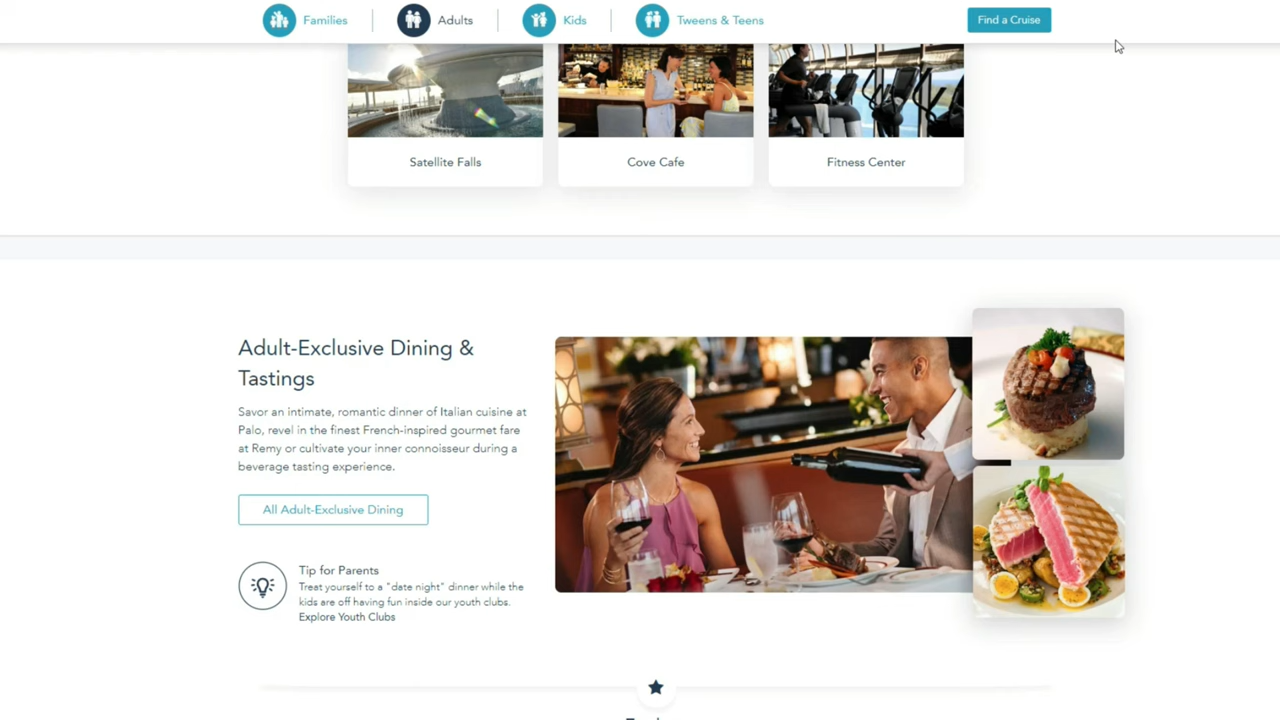 Families
Adults
Kids
Tweens & Teens
Find a Cruise
Satellite Falls
Cove Cafe
Fitness Center
Adult-Exclusive Dining &
Tastings
Savor an intimate, romantic dinner of Italian cuisine at
Palo, revel in the finest French-inspired gourmet fare
at Remy or cultivate your inner connoisseur during a
beverage tasting experience.
All Adult-Exclusive Dining
Tip for Parents
Treat yourself to a "date night" dinner while the
kids are off having fun inside our youth clubs.
Explore Youth Clubs